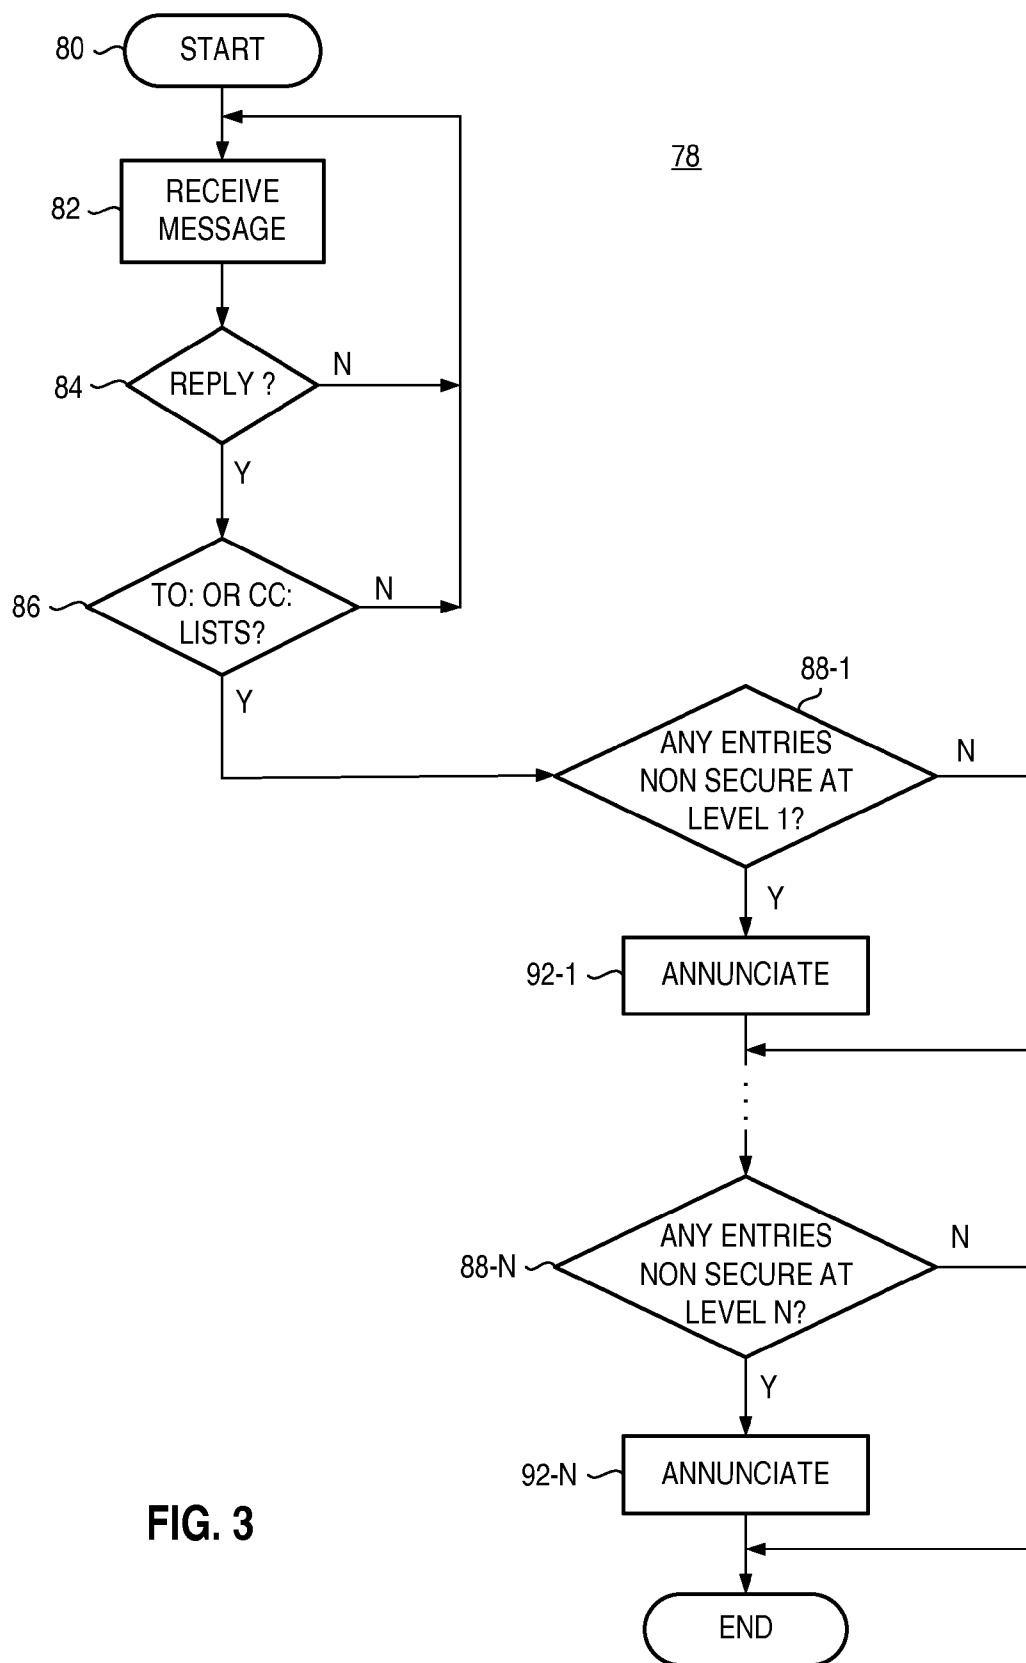 80
START
78
82
RECEIVE
MESSAGE
84
REPLY ?
N
Y
86
TO: OR CC:
LISTS?
N
Y
88-1
ANY ENTRIES
NON SECURE AT
LEVEL 1?
N
Y
92-1
ANNUNCIATE
88-N
ANY ENTRIES
NON SECURE AT
LEVEL N?
N
Y
92-N
ANNUNCIATE
FIG. 3
END